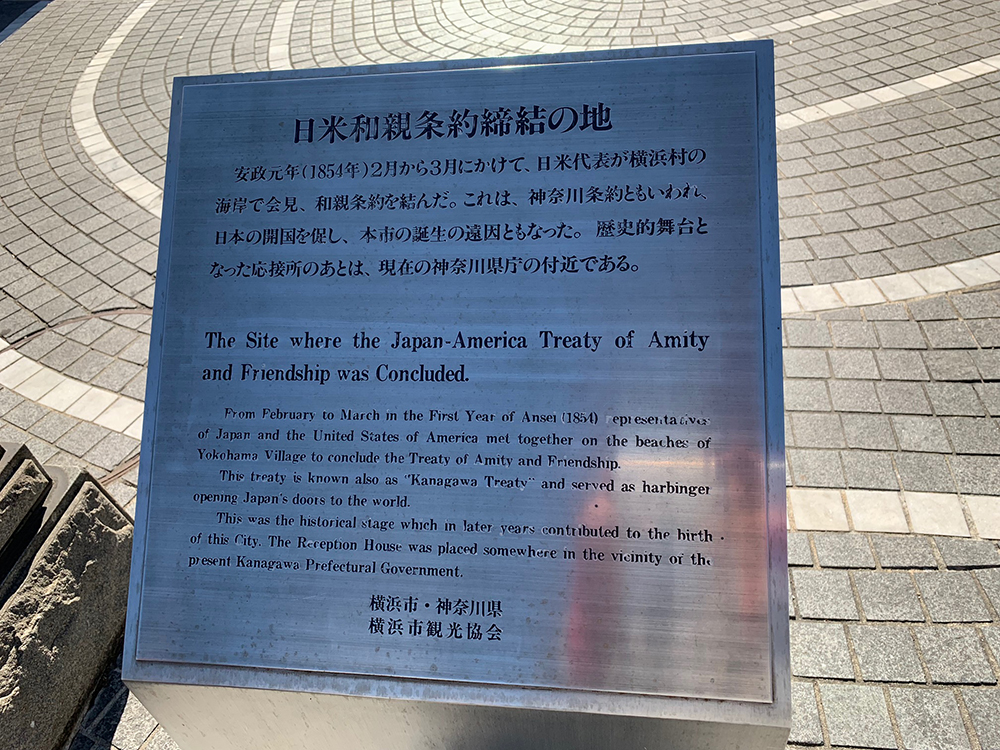 日米和親条約締結の地
安政元年(1854年)2月から3月にかけて、日米代表が横浜村の
海岸で会見、和親条約を結んだ。これは、神奈川条約ともいわれ、
日本の開国を促し、本市の誕生の遠因ともなった。歴史的舞台と
なった応接所のあとは、現在の神奈川県庁の付近である。
The Site where the Japan-America Treaty of Amity
and Friendship was Concluded.
From February to March in the First Year of Ansei (1854) representatives
of Japan and the United States of America met together on the beaches of
Yokohama Village to conclude the Treaty of Amity and Friendship.
This treaty is known also as "Kanagawa Treaty" and served as harbinger
opening Japan's doors to the world.
This was the historical stage which in later years contributed to the birth
of this City. The Reception House was placed somewhere in the vicinity of the
present Kanagawa Prefectural Government.
横浜市・神奈川県
横浜市観光協会